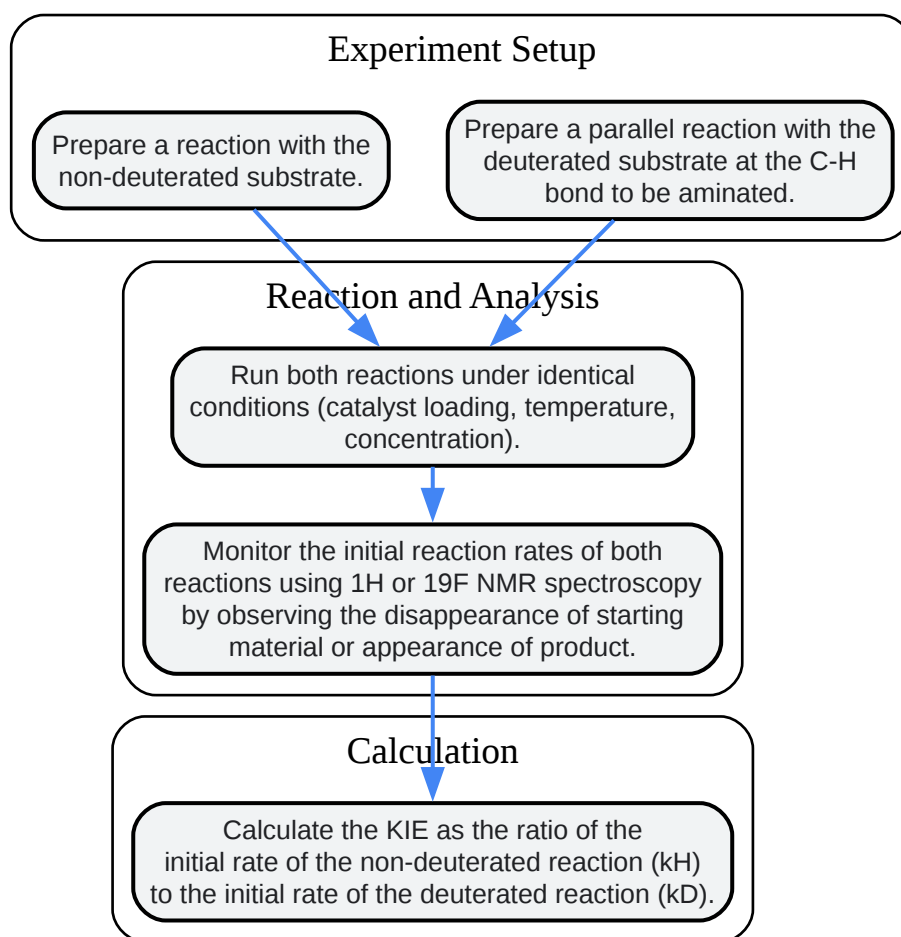 Experiment Setup
Prepare a reaction with the
non-deuterated substrate.
Prepare a parallel reaction with the
deuterated substrate at the C-H
bond to be aminated.
Reaction and Analysis
Run both reactions under identical
conditions (catalyst loading, temperature,
concentration).
Monitor the initial reaction rates of both
reactions using 1H or 19F NMR spectroscopy
by observing the disappearance of starting
material or appearance of product.
Calculation
Calculate the KIE as the ratio of the
initial rate of the non-deuterated reaction (kH)
to the initial rate of the deuterated reaction (kD).